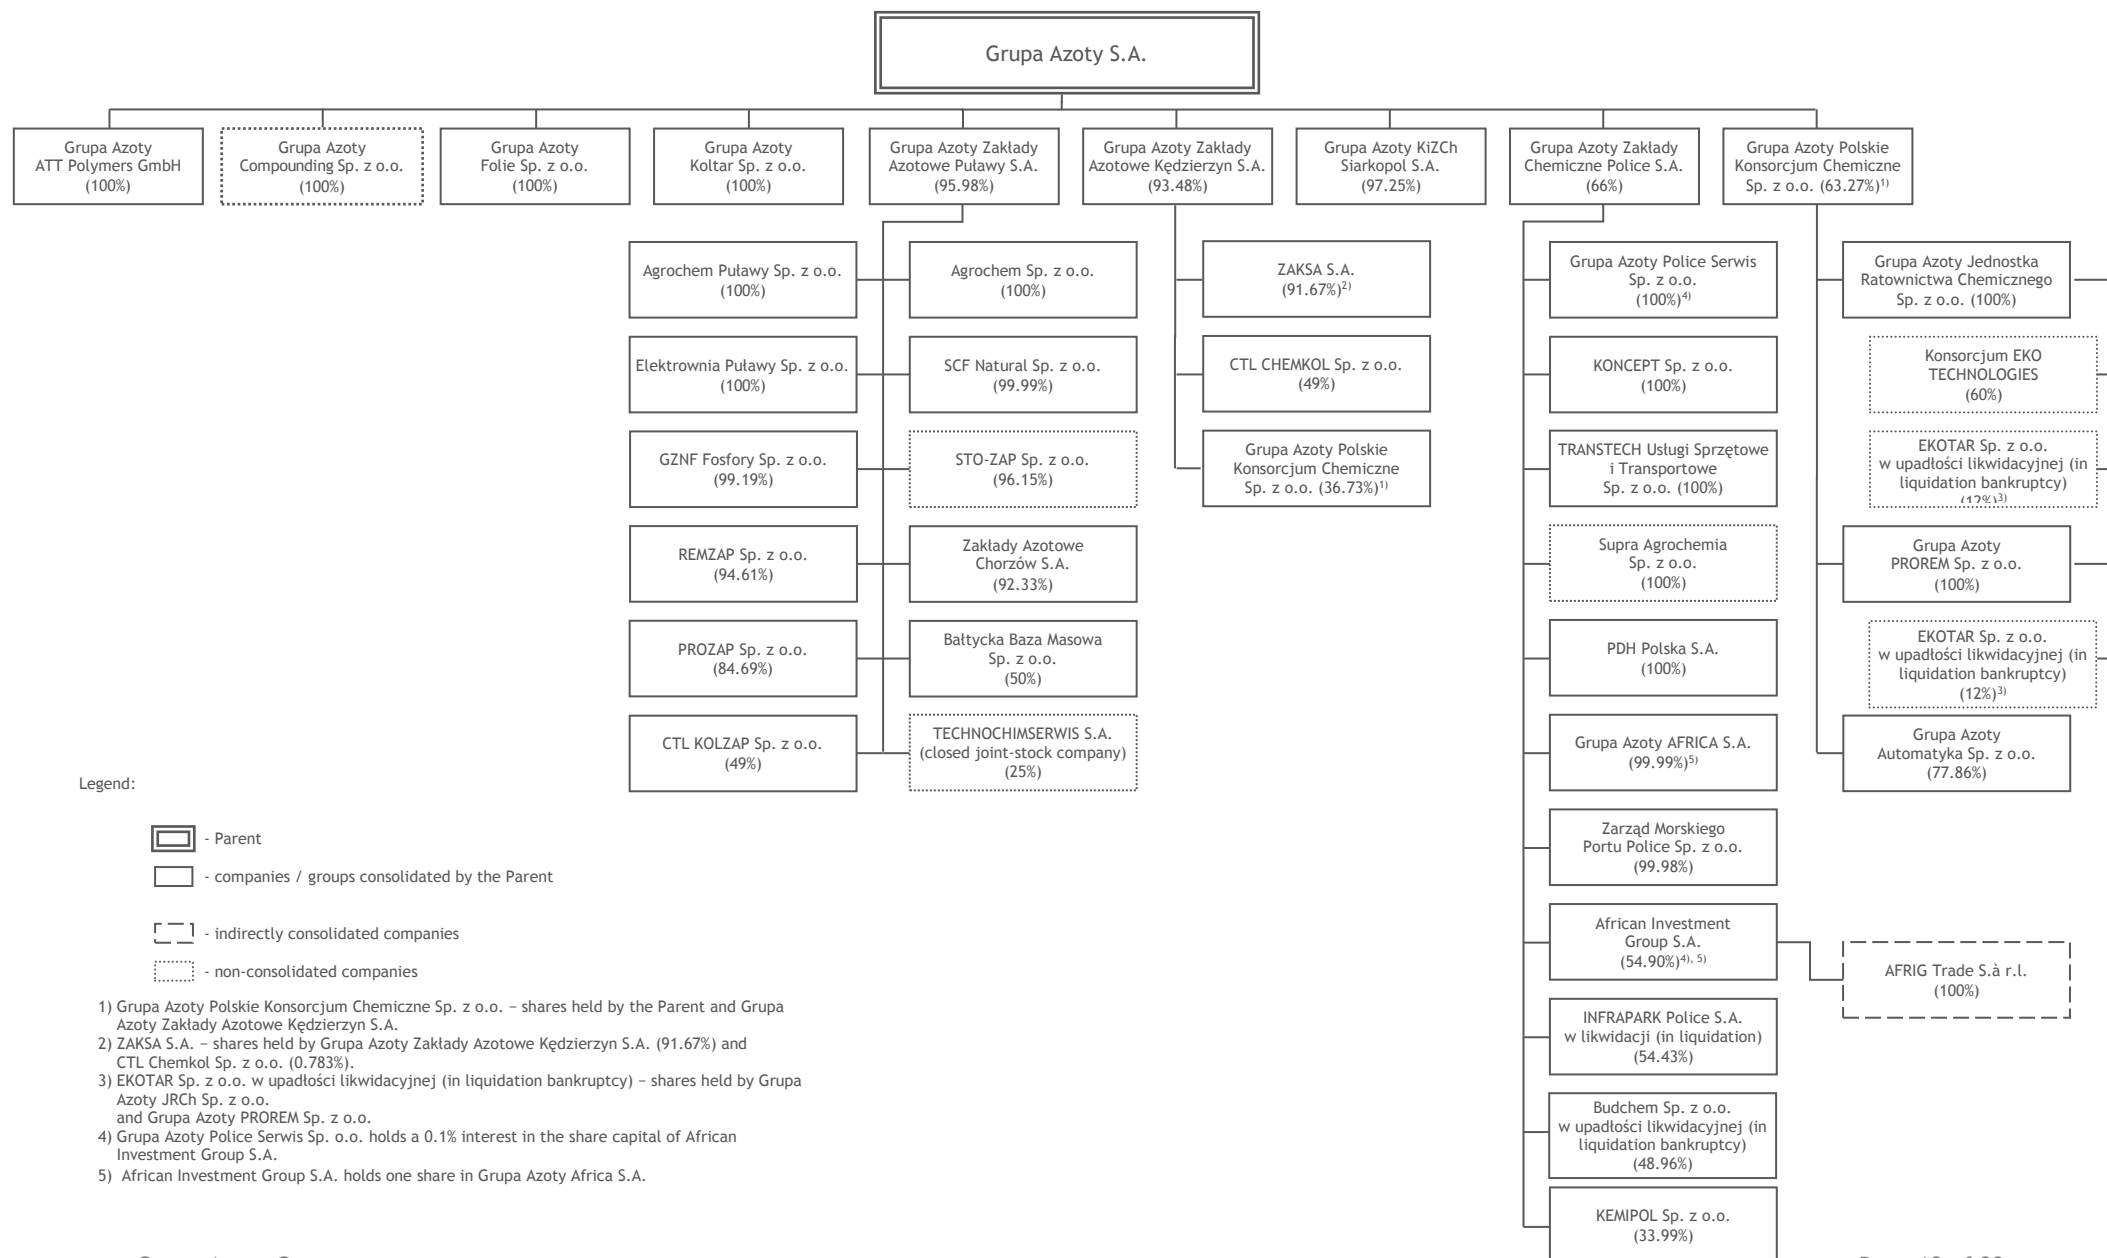 Grupa Azoty S.A.
Grupa Azoty
ATT Polymers GmbH
(100%)
Grupa Azoty
Compounding Sp. z o.o.
(100%)
Grupa Azoty
Folie Sp. z o.o.
(100%)
Grupa Azoty
Koltar Sp. z o.o.
(100%)
Grupa Azoty Zakłady
Azotowe Puławy S.A.
(95.98%)
Grupa Azoty Zakłady
Azotowe Kędzierzyn S.A.
(93.48%)
Grupa Azoty KiZCh
Siarkopol S.A.
(97.25%)
Grupa Azoty Zakłady
Chemiczne Police S.A.
(66%)
Grupa Azoty Polskie
Konsorcjum Chemiczne
Sp. z o.o. (63.27%)1)
Agrochem Puławy Sp. z o.o.
(100%)
Elektrownia Puławy Sp. z o.o.
(100%)
GZNF Fosfory Sp. z o.o.
(99.19%)
REMZAP Sp. z o.o.
(94.61%)
PROZAP Sp. z o.o.
(84.69%)
CTL KOLZAP Sp. z o.o.
(49%)
Agrochem Sp. z o.o.
(100%)
SCF Natural Sp. z o.o.
(99.99%)
STO-ZAP Sp. z o.o.
(96.15%)
Zakłady Azotowe
Chorzów S.A.
(92.33%)
Bałtycka Baza Masowa
Sp. z o.o.
(50%)
TECHNOCHIMSERWIS S.A.
(closed joint-stock company)
(25%)
ZAKSA S.A.
(91.67%)2)
CTL CHEMKOL Sp. z o.o.
(49%)
Grupa Azoty Polskie
Konsorcjum Chemiczne
Sp. z o.o. (36.73%)1)
Grupa Azoty Police Serwis
Sp. z o.o.
(100%)4)
KONCEPT Sp. z o.o.
(100%)
TRANSTECH Usługi Sprzętowe
i Transportowe
Sp. z o.o. (100%)
Supra Agrochemia
Sp. z o.o.
(100%)
PDH Polska S.A.
(100%)
Grupa Azoty AFRICA S.A.
(99.99%)5)
Zarząd Morskiego
Portu Police Sp. z o.o.
(99.98%)
African Investment
Group S.A.
(54.90%)4), 5)
INFRAPARK Police S.A.
w likwidacji (in liquidation)
(54.43%)
Budchem Sp. z o.o.
w upadłości likwidacyjnej (in
liquidation bankruptcy)
(48.96%)
KEMIPOL Sp. z o.o.
(33.99%)
AFRIG Trade S.à r.l.
(100%)
Grupa Azoty Jednostka
Ratownictwa Chemicznego
Sp. z o.o. (100%)
Konsorcjum EKO
TECHNOLOGIES
(60%)
EKOTAR Sp. z o.o.
w upadłości likwidacyjnej (in
liquidation bankruptcy)
(12%)3)
Grupa Azoty
PROREM Sp. z o.o.
(100%)
EKOTAR Sp. z o.o.
w upadłości likwidacyjnej (in
liquidation bankruptcy)
(12%)3)
Grupa Azoty
Automatyka Sp. z o.o.
(77.86%)
Legend:
- Parent
- companies / groups consolidated by the Parent
- indirectly consolidated companies
- non-consolidated companies
1) Grupa Azoty Polskie Konsorcjum Chemiczne Sp. z o.o. – shares held by the Parent and Grupa
Azoty Zakłady Azotowe Kędzierzyn S.A.
2) ZAKSA S.A. – shares held by Grupa Azoty Zakłady Azotowe Kędzierzyn S.A. (91.67%) and
CTL Chemkol Sp. z o.o. (0.783%).
3) EKOTAR Sp. z o.o. w upadłości likwidacyjnej (in liquidation bankruptcy) – shares held by Grupa
Azoty JRCh Sp. z o.o.
and Grupa Azoty PROREM Sp. z o.o.
4) Grupa Azoty Police Serwis Sp. o.o. holds a 0.1% interest in the share capital of African
Investment Group S.A.
5) African Investment Group S.A. holds one share in Grupa Azoty Africa S.A.